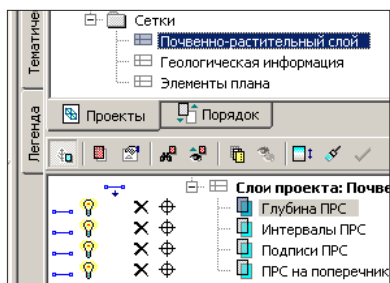 Тематиче
Сетки
Почвенно-растительный слой
Геологическая информация
Элементы плана
Проекты
Порядок
Легенда
Слои проекта: Почве
Глубина ПРС
Интервалы ПРС
Подписи ПРС
ПРС на поперечник